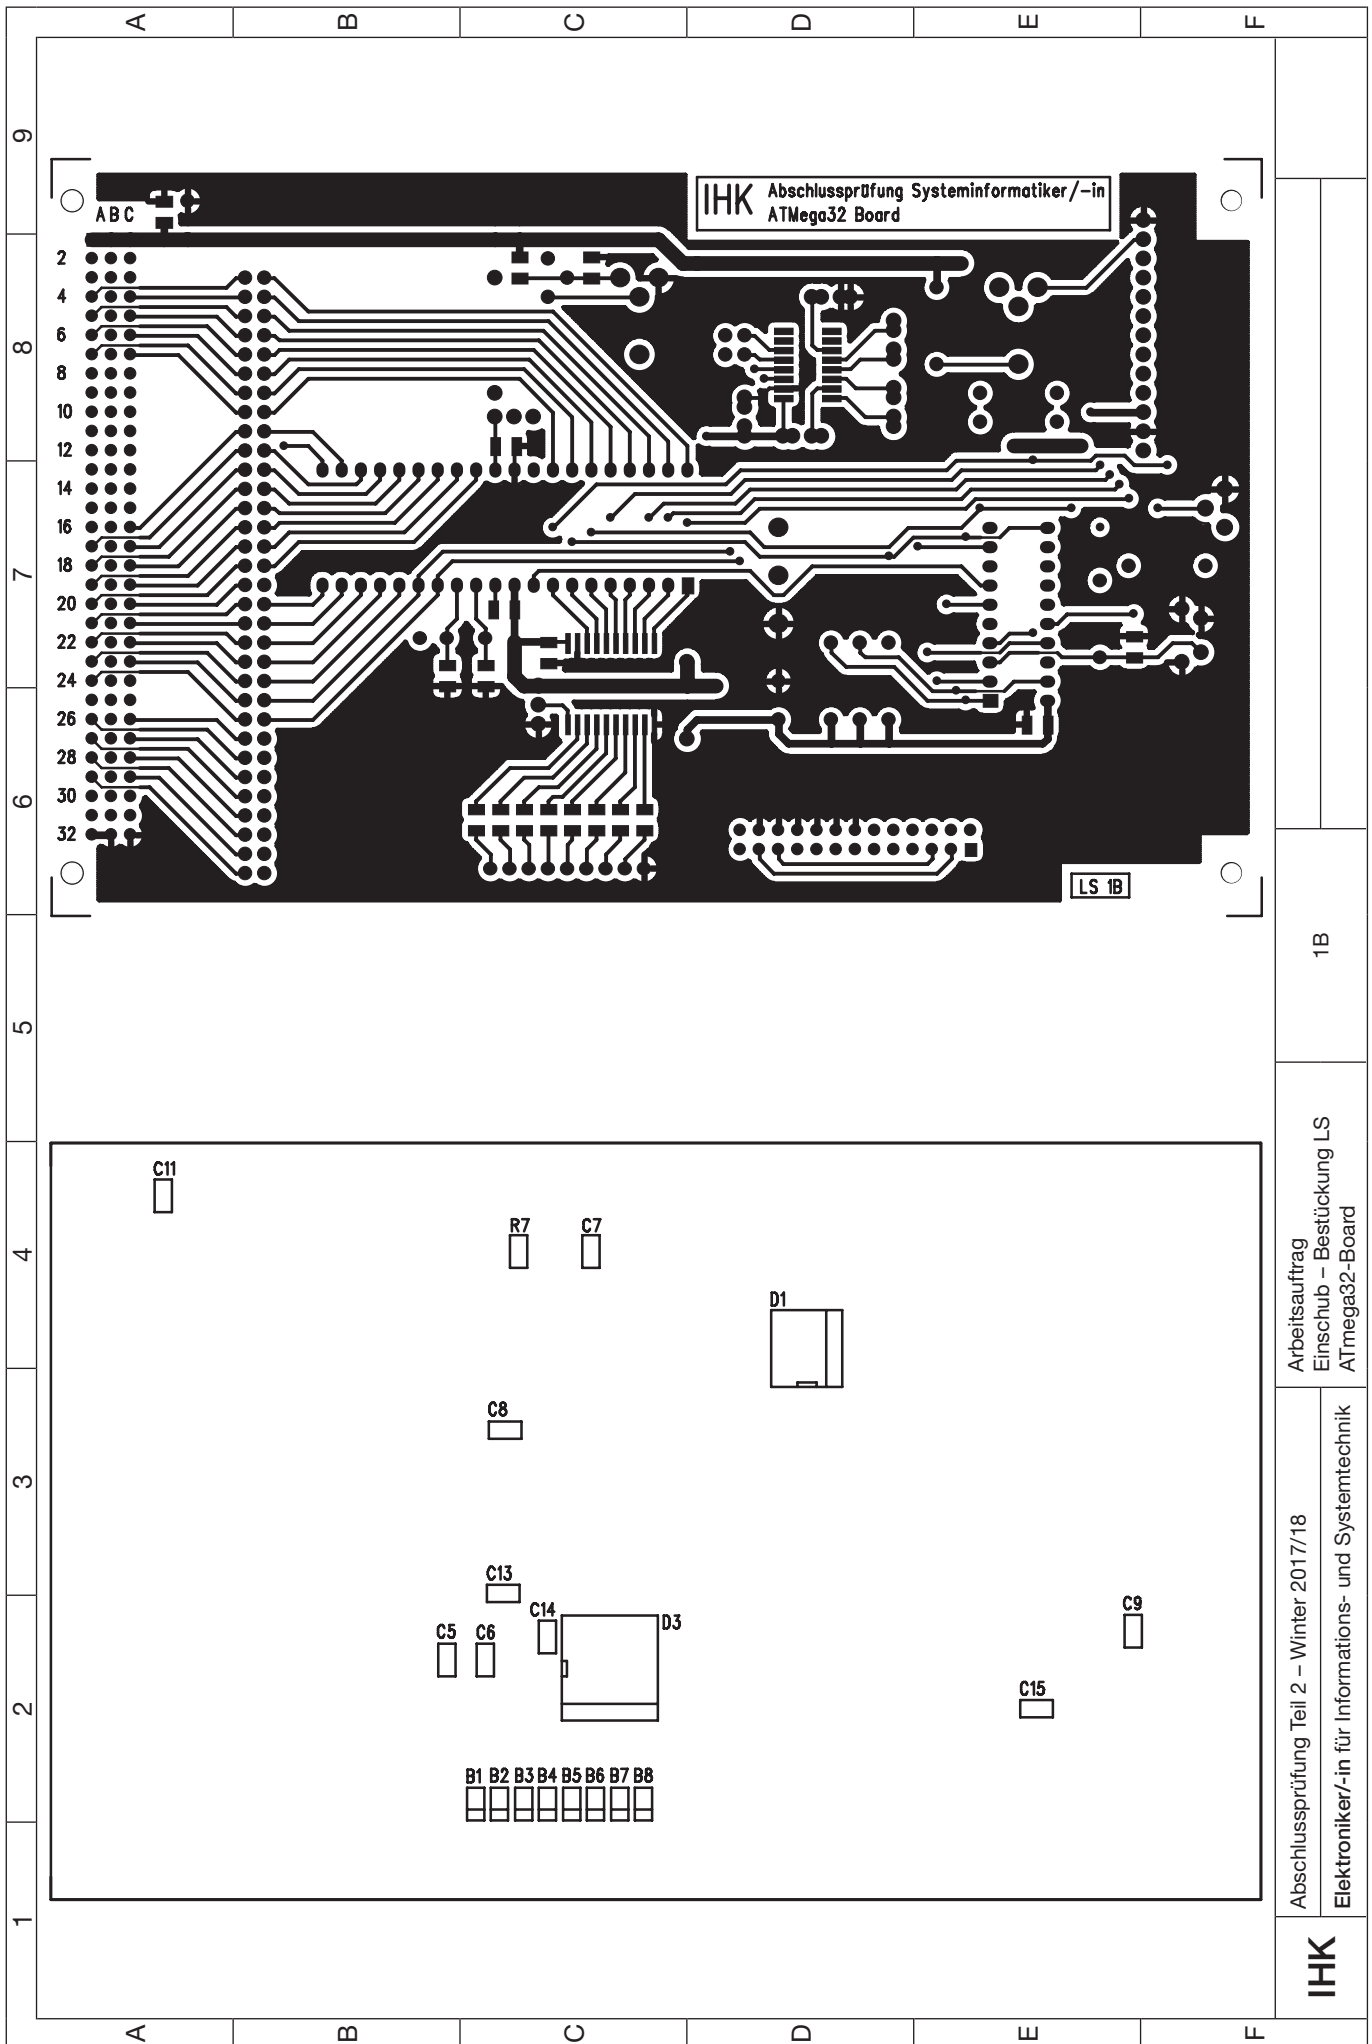 A
B
C
D
E
F
9
8
7
6
5
4
3
2
1
A B C
2
4
6
8
10
12
14
16
18
20
22
24
26
28
30
32
IHK
Abschlussprüfung Systeminformatiker/-in
ATMega32 Board
LS 1B
C11
R7
C7
D1
C8
C13
C14
D3
C5
C6
C9
C15
B1 B2 B3 B4 B5 B6 B7 B8
IHK
Abschlussprüfung Teil 2 – Winter 2017/18
Elektroniker/-in für Informations- und Systemtechnik
Arbeitsauftrag
Einschub – Bestückung LS
ATmega32-Board
1B
A
B
C
D
E
F